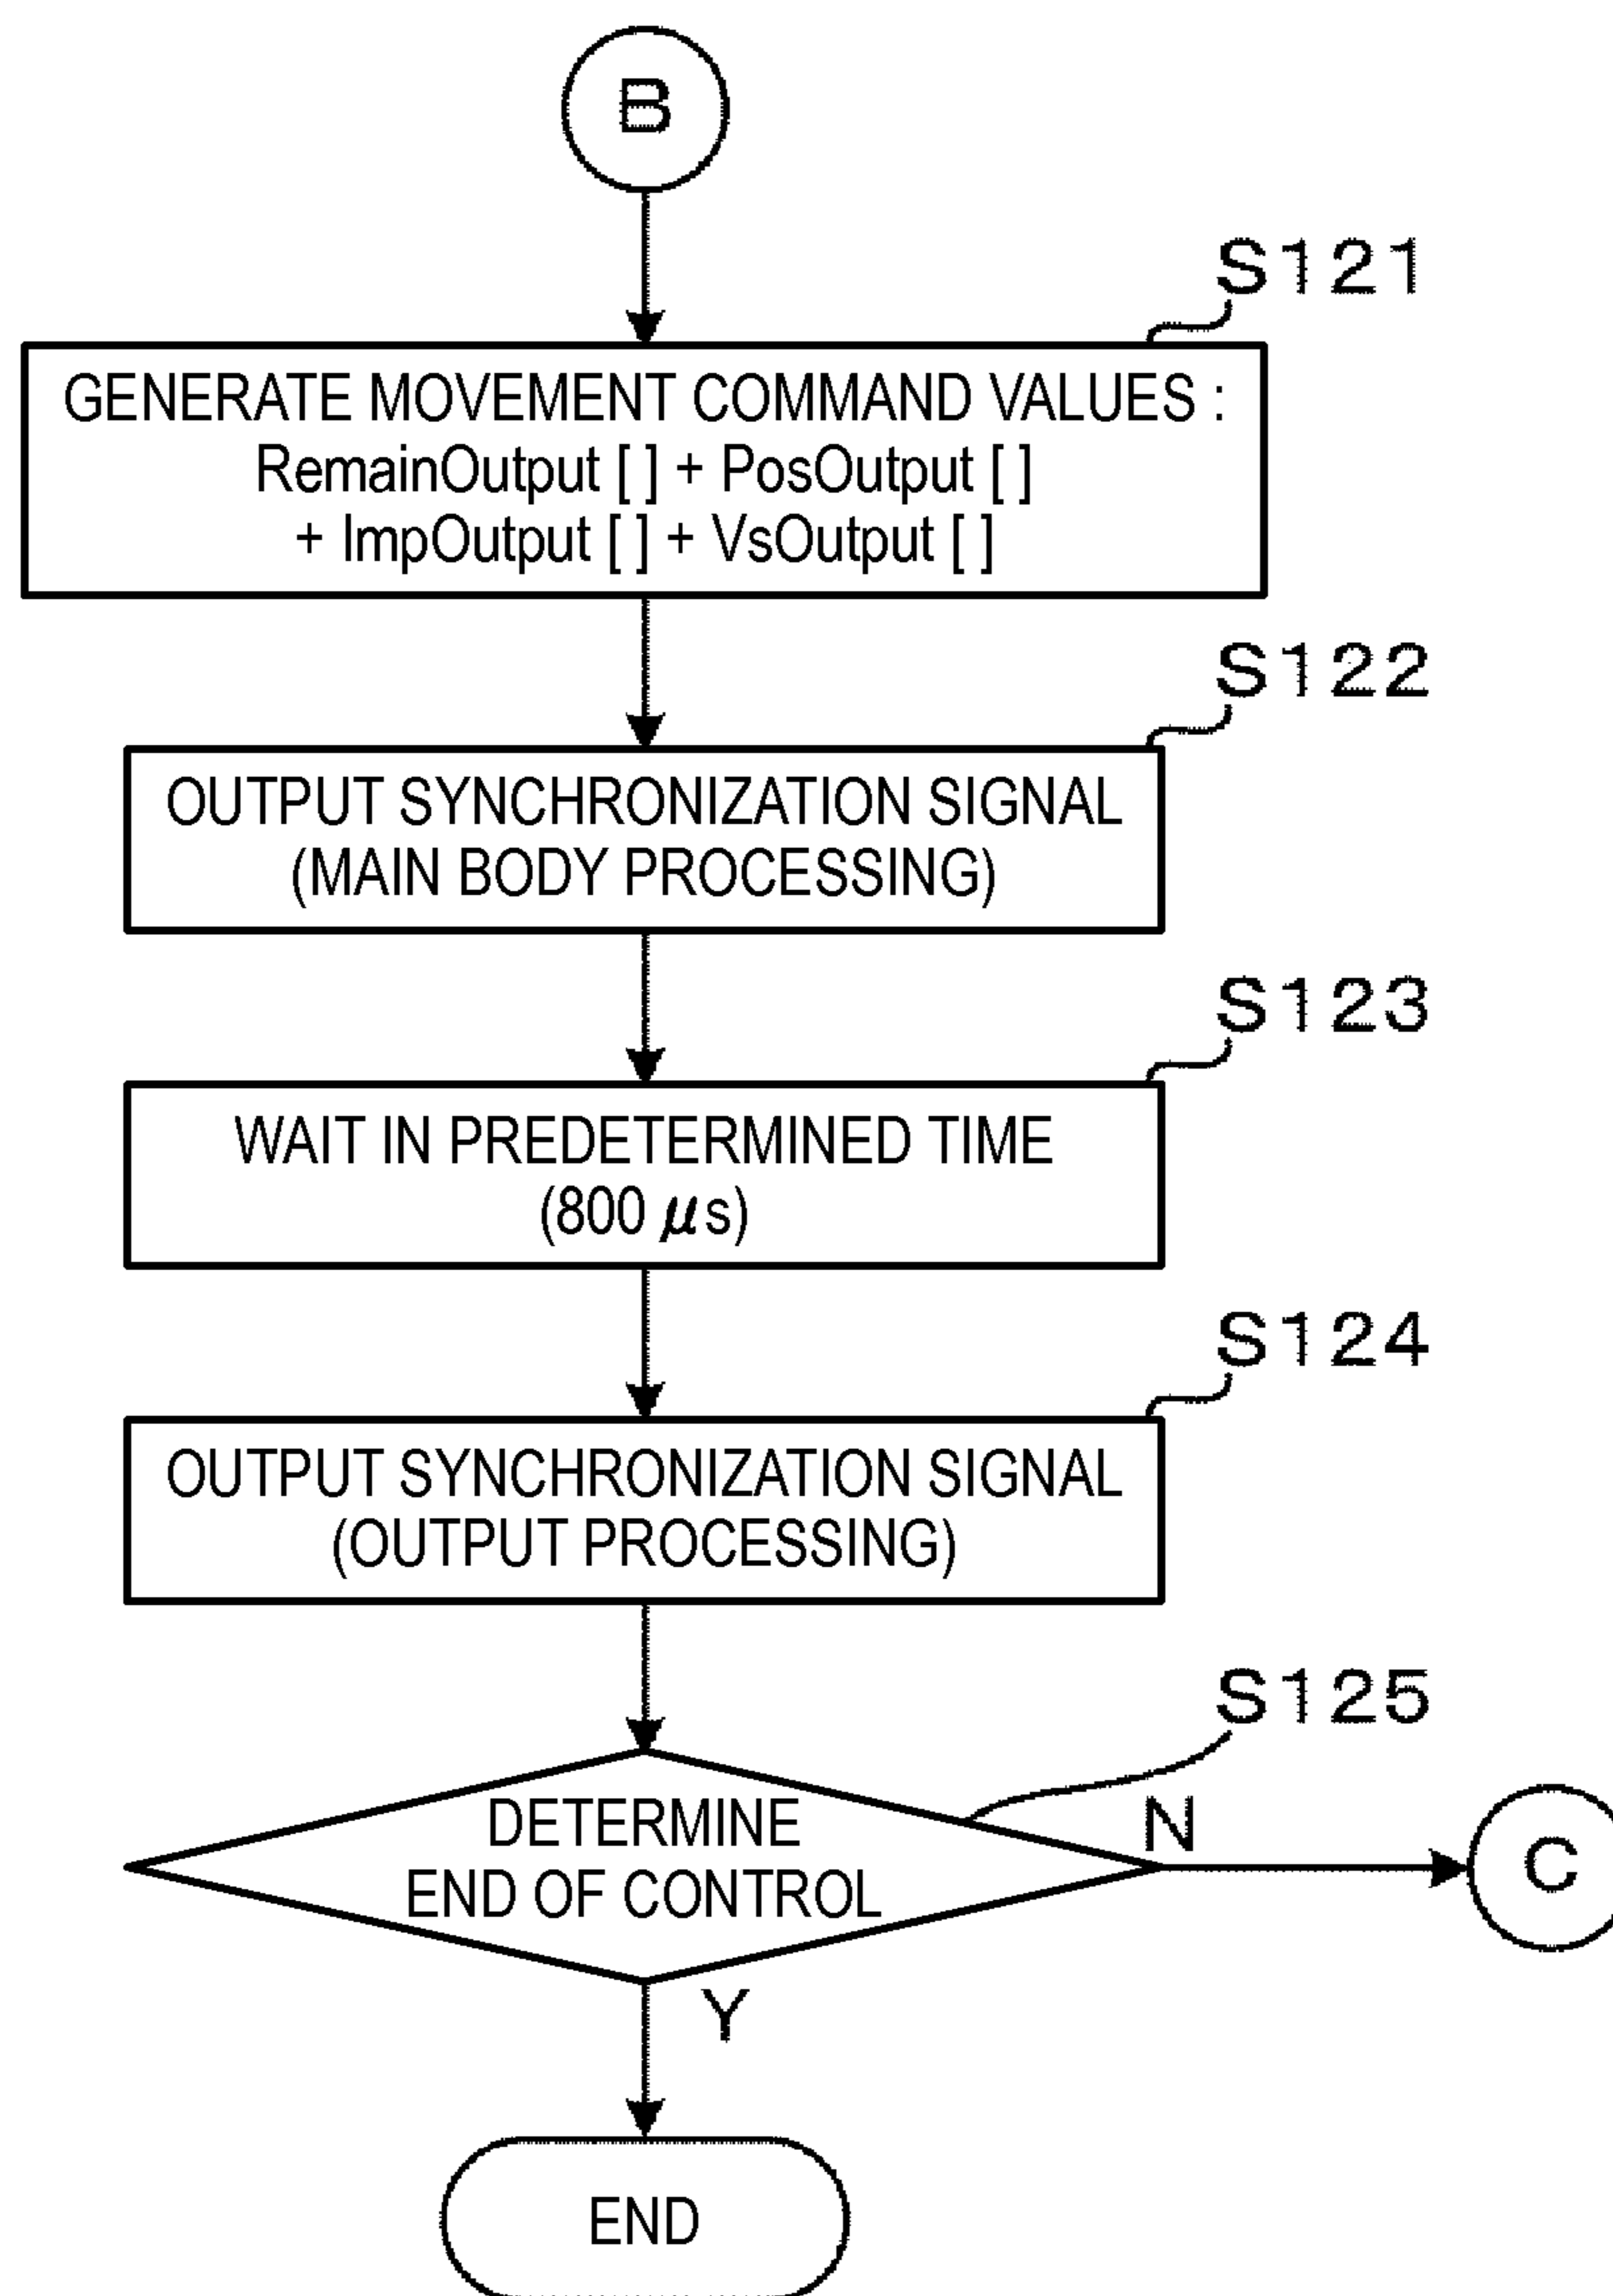 B
S121
GENERATE MOVEMENT COMMAND VALUES :
RemainOutput [ ] + PosOutput [ ]
+ ImpOutput [ ] + VsOutput [ ]
S122
OUTPUT SYNCHRONIZATION SIGNAL
(MAIN BODY PROCESSING)
S123
WAIT IN PREDETERMINED TIME
(800 μs)
S124
OUTPUT SYNCHRONIZATION SIGNAL
(OUTPUT PROCESSING)
S125
DETERMINE
END OF CONTROL
N
C
Y
END